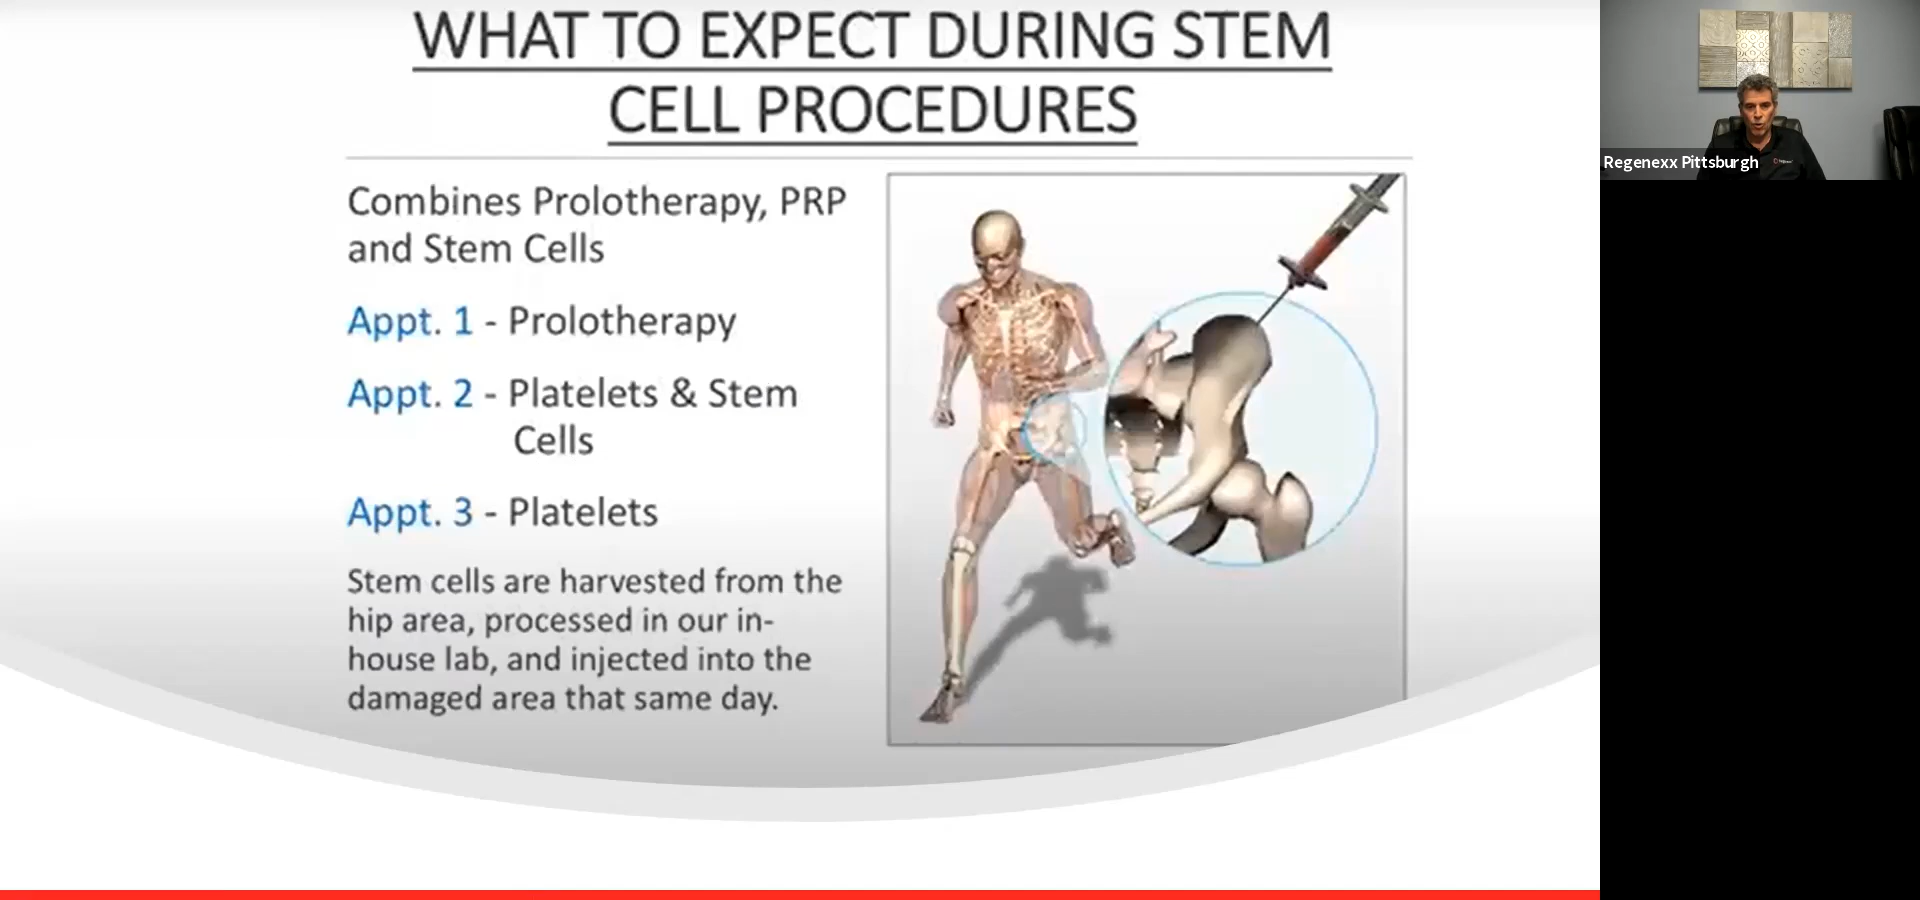 WHAT TO EXPECT DURING STEM
CELL PROCEDURES
Combines Prolotherapy, PRP
and Stem Cells
Appt. 1 - Prolotherapy
Appt. 2 - Platelets & Stem
Cells
Appt. 3 - Platelets
Stem cells are harvested from the
hip area, processed in our in-
house lab, and injected into the
damaged area that same day.
Regenexx Pittsburgh